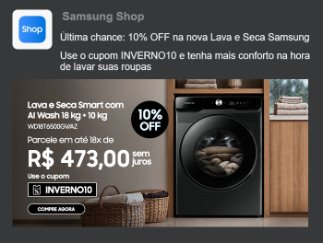 Samsung Shop
Shop
Última chance: 10% OFF na nova Lava e Seca Samsung
Use o cupom INVERNO10 e tenha mais conforto na hora
de lavar suas roupas
Lava e Seca Smart com
AI Wash 18 kg + 10 kg
WD18T6500GWAZ
10%
OFF
Parcele em até 18x de
R$ 473,00 sem
juros
Use o cupom
INVERNO10
COMPRE AGORA